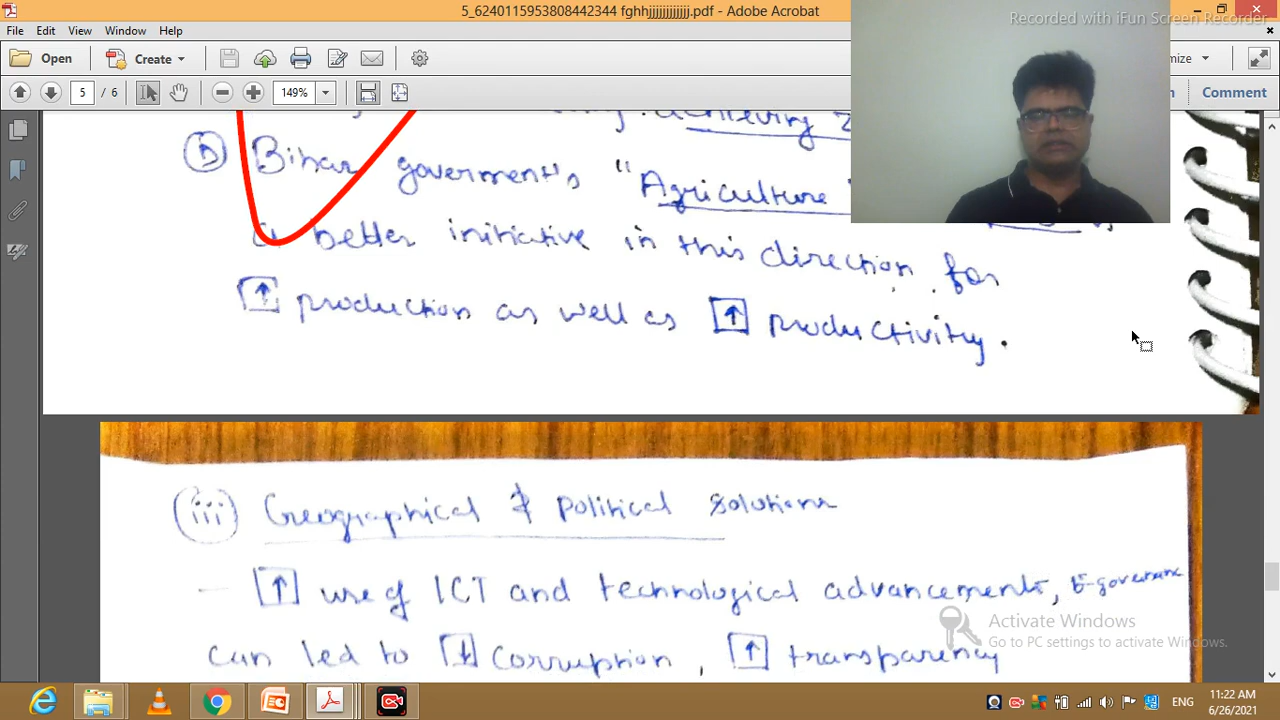 5_6240115953808442344 fghhjjjjjjjjjjjj.pdf - Adobe Acrobat
Recorded with iFun Screen Recorder
File Edit View Window Help
Open Create
5 / 6 149% Comment
achieving
(b) Bihar goverment's "Agriculture
a better initiative in this direction for
↑ production as well as ↑ productivity.
(iii) Geographical & political solutions
- ↑ use of ICT and technological advancements, E-governance
can led to ↓ corruption, ↑ transparency
Activate Windows
Go to PC settings to activate Windows.
ENG
11:22 AM
6/26/2021